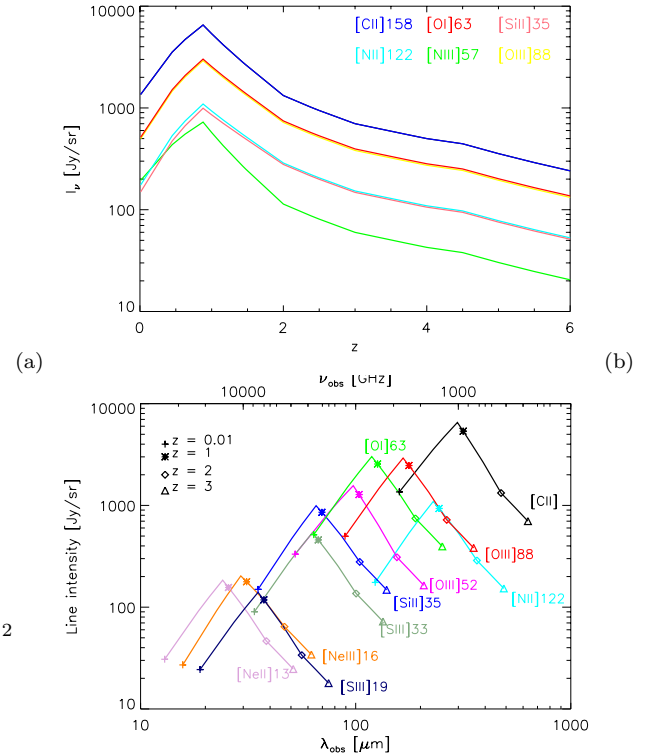 10000
1000
100
10
I_ν [Jy/sr]
[CII]158 [OI]63 [SiII]35
[NII]122 [NIII]57 [OIII]88
0 2 4 6
z
(a)
(b)
ν_obs [GHz]
10000 1000
10000
1000
100
10
Line intensity [Jy/sr]
z = 0.01
z = 1
z = 2
z = 3
[OI]63
[CII]
[OIII]88
[OIII]52
[NII]122
[SiII]35
[SIII]33
[NeIII]16
[NeII]13
[SIII]19
2
10 100 1000
λ_obs [μm]